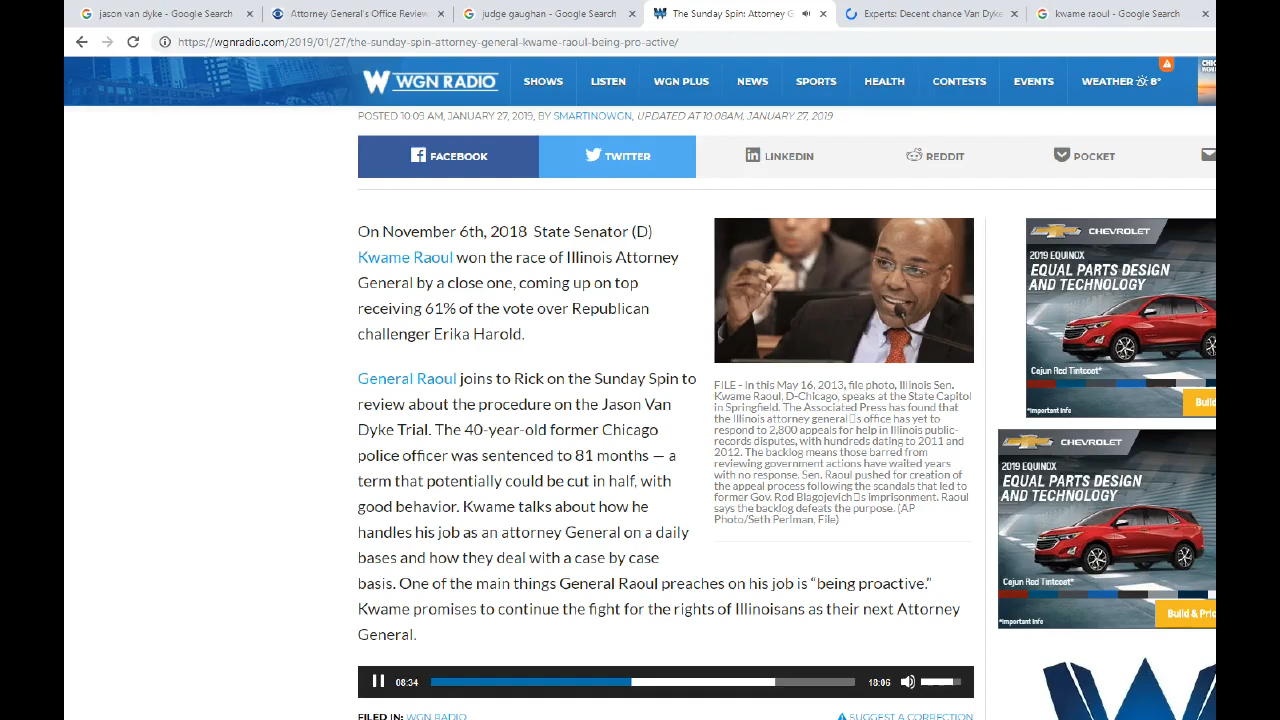 jason van dyke - Google Search
Attorney General's Office Review
judge gaughan - Google Search
The Sunday Spin: Attorney G
Experts: Decent chance Van Dyke
kwame raoul - Google Search
https://wgnradio.com/2019/01/27/the-sunday-spin-attorney-general-kwame-raoul-being-pro-active/
WGN RADIO
SHOWS LISTEN WGN PLUS NEWS SPORTS HEALTH CONTESTS EVENTS WEATHER 8°
POSTED 10:09 AM, JANUARY 27, 2019, BY SMARTINOWGN, UPDATED AT 10:08AM, JANUARY 27, 2019
FACEBOOK TWITTER LINKEDIN REDDIT POCKET
On November 6th, 2018 State Senator (D)
Kwame Raoul won the race of Illinois Attorney
General by a close one, coming up on top
receiving 61% of the vote over Republican
challenger Erika Harold.
General Raoul joins to Rick on the Sunday Spin to
review about the procedure on the Jason Van
Dyke Trial. The 40-year-old former Chicago
police officer was sentenced to 81 months — a
term that potentially could be cut in half, with
good behavior. Kwame talks about how he
handles his job as an attorney General on a daily
bases and how they deal with a case by case
basis. One of the main things General Raoul preaches on his job is “being proactive.”
Kwame promises to continue the fight for the rights of Illinoisans as their next Attorney
General.
FILE - In this May 16, 2013, file photo, Illinois Sen.
Kwame Raoul, D-Chicago, speaks at the State Capitol
in Springfield. The Associated Press has found that
the Illinois attorney general□s office has yet to
respond to 2,800 appeals for help in Illinois public-
records disputes, with hundreds dating to 2011 and
2012. The backlog means those barred from
reviewing government actions have waited years
with no response. Sen. Raoul pushed for creation of
the appeal process following the scandals that led to
former Gov. Rod Blagojevich□s imprisonment. Raoul
says the backlog defeats the purpose. (AP
Photo/Seth Perlman, File)
CHEVROLET
2019 EQUINOX
EQUAL PARTS DESIGN
AND TECHNOLOGY
Cajun Red Tintcoat*
*Important Info
Build
CHEVROLET
2019 EQUINOX
EQUAL PARTS DESIGN
AND TECHNOLOGY
Cajun Red Tintcoat*
*Important Info
Build & Pric
08:34 18:06
FILED IN: WGN RADIO
SUGGEST A CORRECTION